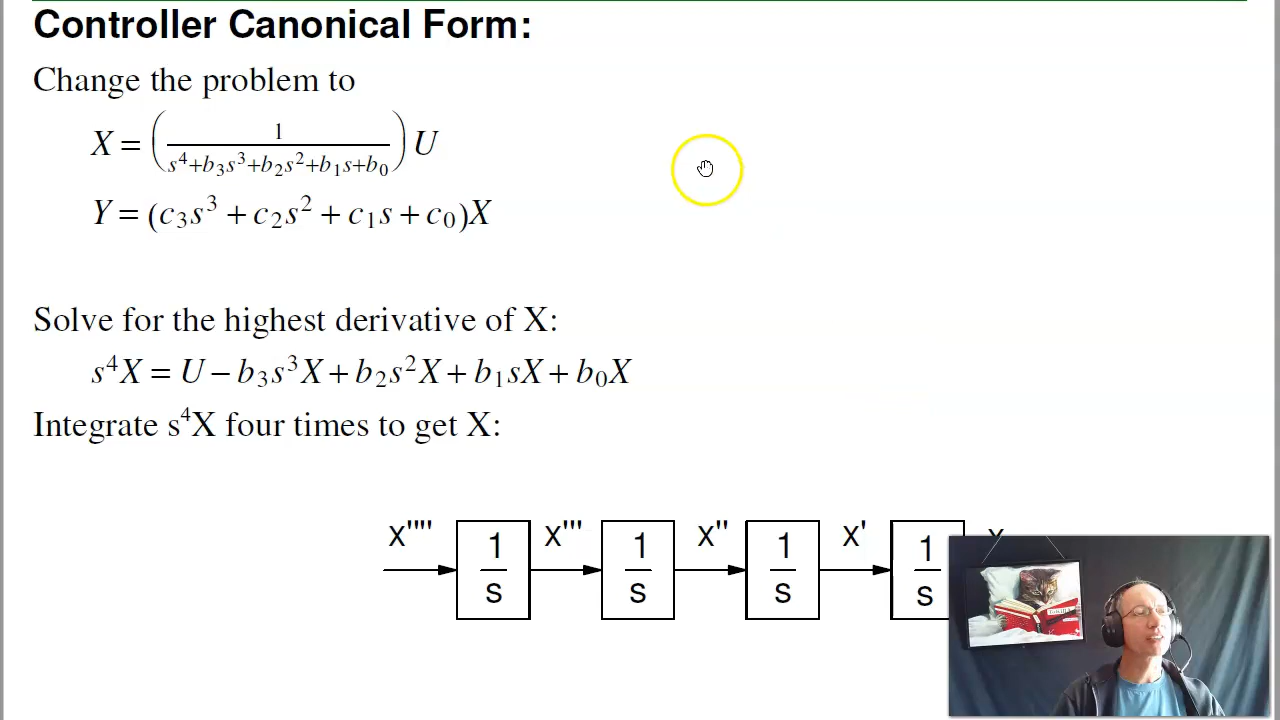 Controller Canonical Form:
Change the problem to
X = (1 / (s⁴+b₃s³+b₂s²+b₁s+b₀)) U
Y = (c₃s³ + c₂s² + c₁s + c₀)X
Solve for the highest derivative of X:
s⁴X = U − b₃s³X + b₂s²X + b₁sX + b₀X
Integrate s⁴X four times to get X:
X'''' 1/s X''' 1/s X'' 1/s X' 1/s